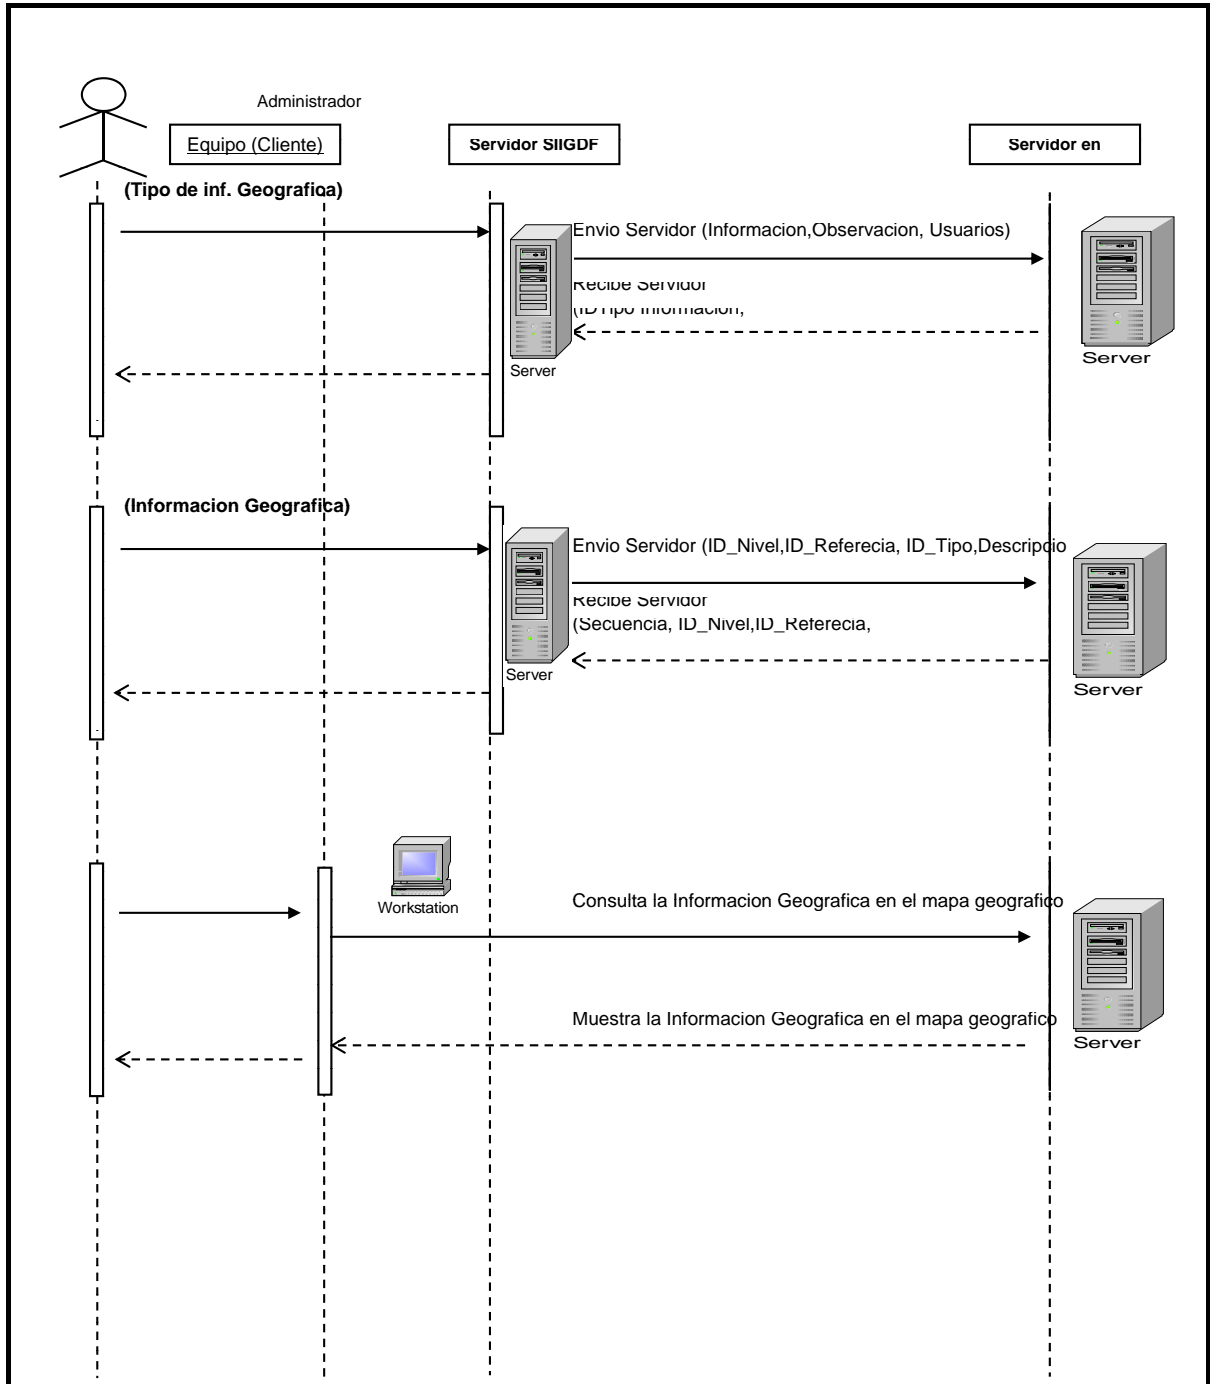 Administrador
Equipo (Cliente)
Servidor SIIGDF
Servidor en
(Tipo de inf. Geografica)
Envio Servidor (Informacion,Observacion, Usuarios)
Recibe Servidor
(IDTipo Informacion,
Server
Server
(Informacion Geografica)
Envio Servidor (ID_Nivel,ID_Referecia, ID_Tipo,Descripcio
Recibe Servidor
(Secuencia, ID_Nivel,ID_Referecia,
Server
Server
Workstation
Consulta la Informacion Geografica en el mapa geografico
Muestra la Informacion Geografica en el mapa geografico
Server